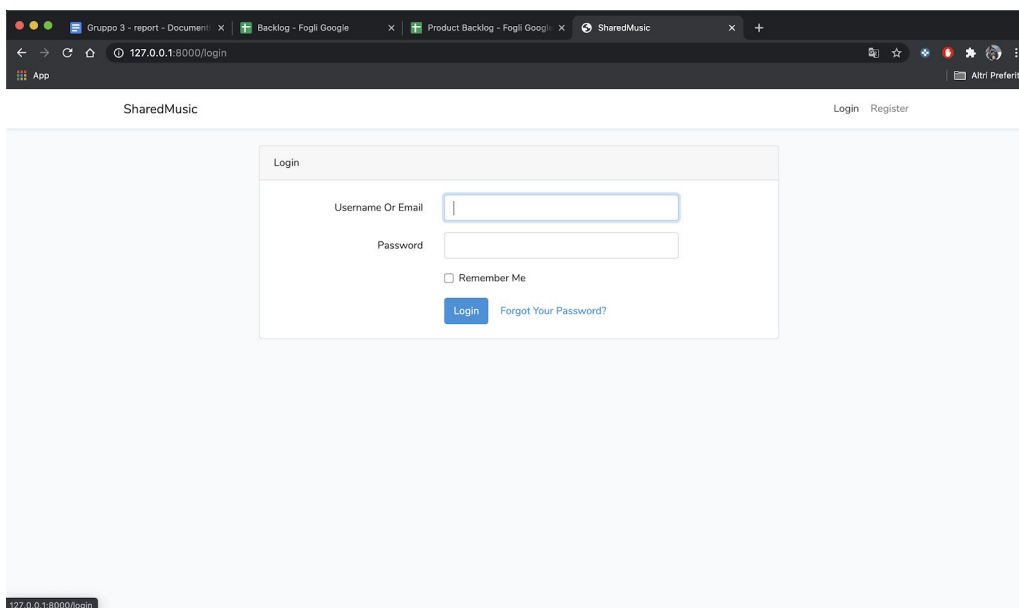 Gruppo 3 - report - Documenti Backlog - Fogli Google Product Backlog - Fogli Google SharedMusic
127.0.0.1:8000/login
App Altri Preferit
SharedMusic Login Register
Login
Username Or Email
Password
Remember Me
Login Forgot Your Password?
127.0.0.1:8000/login